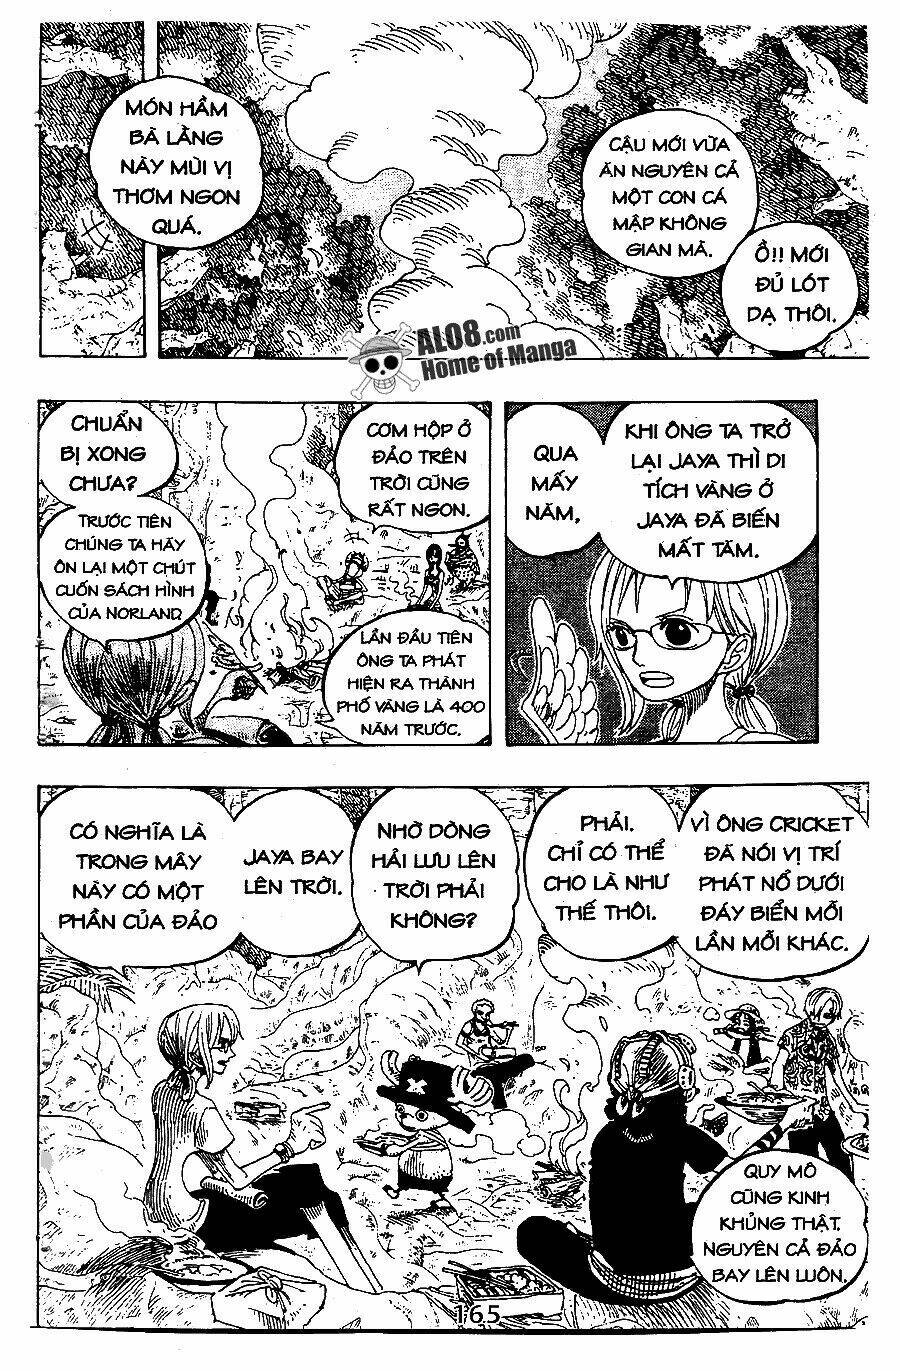 MÓN HẦM
BÀ LẰNG
NÀY MÙI VỊ
THƠM NGON
QUÁ.
CẬU MỚI VỪA
ĂN NGUYÊN CẢ
MỘT CON CÁ
MẬP KHÔNG
GIAN MÀ.
Ồ!! MỚI
ĐỦ LÓT
DẠ THÔI.
ALO8.com
Home of Manga
CHUẨN
BỊ XONG
CHƯA?
TRƯỚC TIÊN
CHÚNG TA HÃY
ÔN LẠI MỘT CHÚT
CUỐN SÁCH HÌNH
CỦA NORLAND.
CƠM HỘP Ở
ĐẢO TRÊN
TRỜI CŨNG
RẤT NGON.
LẦN ĐẦU TIÊN
ÔNG TA PHÁT
HIỆN RA THÀNH
PHỐ VÀNG LÀ 400
NĂM TRƯỚC.
QUA
MẤY
NĂM,
KHI ÔNG TA TRỞ
LẠI JAYA THÌ DI
TÍCH VÀNG Ở
JAYA ĐÃ BIẾN
MẤT TĂM.
CÓ NGHĨA LÀ
TRONG MÂY
NÀY CÓ MỘT
PHẦN CỦA ĐẢO
JAYA BAY
LÊN TRỜI.
NHỜ DÒNG
HẢI LƯU LÊN
TRỜI PHẢI
KHÔNG?
PHẢI.
CHỈ CÓ THỂ
CHO LÀ NHƯ
THẾ THÔI.
VÌ ÔNG CRICKET
ĐÃ NÓI VỊ TRÍ
PHÁT NỔ DƯỚI
ĐÁY BIỂN MỖI
LẦN MỖI KHÁC.
QUY MÔ
CŨNG KINH
KHỦNG THẬT.
NGUYÊN CẢ ĐẢO
BAY LÊN LUÔN.
165